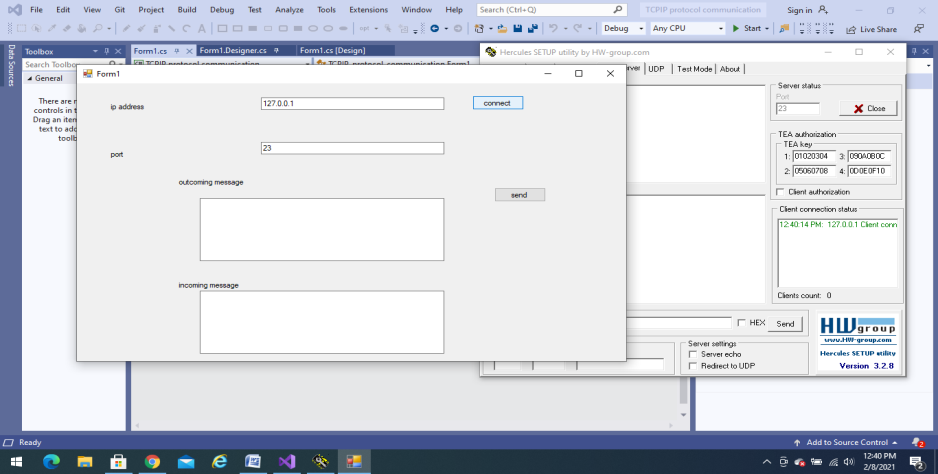 File Edit View Git Project Build Debug Test Analyze Tools Extensions Window Help Search (Ctrl+Q) TCPIP protocol communication Sign in
Debug Any CPU Start Live Share
Data Sources
Toolbox
Search Toolbo
General
There are
controls in t
Drag an iten
text to add
toolb
Form1.cs Form1.Designer.cs Form1.cs [Design]
TCPIP protocol communication TCPIP protocol communication Form1
Form1
ip address 127.0.0.1 connect
port 23
outcoming message
send
incoming message
Hercules SETUP utility by HW-group.com
rver UDP Test Mode About
Server status
Port
23 Close
TEA authorization
TEA key
1: 01020304 3: 090A0B0C
2: 05060708 4: 0D0E0F10
Client authorization
Client connection status
12:40:14 PM: 127.0.0.1 Client conn
Clients count: 0
HEX Send
Server settings
Server echo
Redirect to UDP
HWgroup
www.HW-group.com
Hercules SETUP utility
Version 3.2.8
Ready Add to Source Control 2
12:40 PM
2/8/2021
2